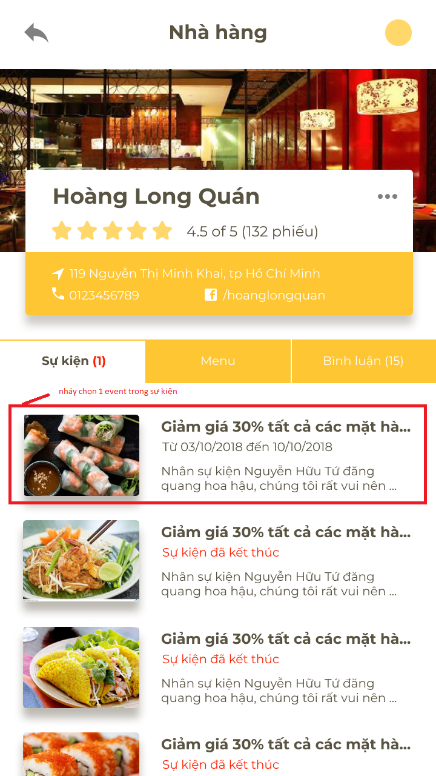 Nhà hàng
Hoàng Long Quán
4.5 of 5 (132 phiếu)
119 Nguyễn Thị Minh Khai, tp Hồ Chí Minh
0123456789
/hoanglongquan
Sự kiện (1)
Menu
Bình luận (15)
nháy chọn 1 event trong sự kiện
Giảm giá 30% tất cả các mặt hà...
Từ 03/10/2018 đến 10/10/2018
Nhân sự kiện Nguyễn Hữu Tứ đăng
quang hoa hậu, chúng tôi rất vui nên ...
Giảm giá 30% tất cả các mặt hà...
Sự kiện đã kết thúc
Nhân sự kiện Nguyễn Hữu Tứ đăng
quang hoa hậu, chúng tôi rất vui nên ...
Giảm giá 30% tất cả các mặt hà...
Sự kiện đã kết thúc
Nhân sự kiện Nguyễn Hữu Tứ đăng
quang hoa hậu, chúng tôi rất vui nên ...
Giảm giá 30% tất cả các mặt hà...
Sự kiện đã kết thúc